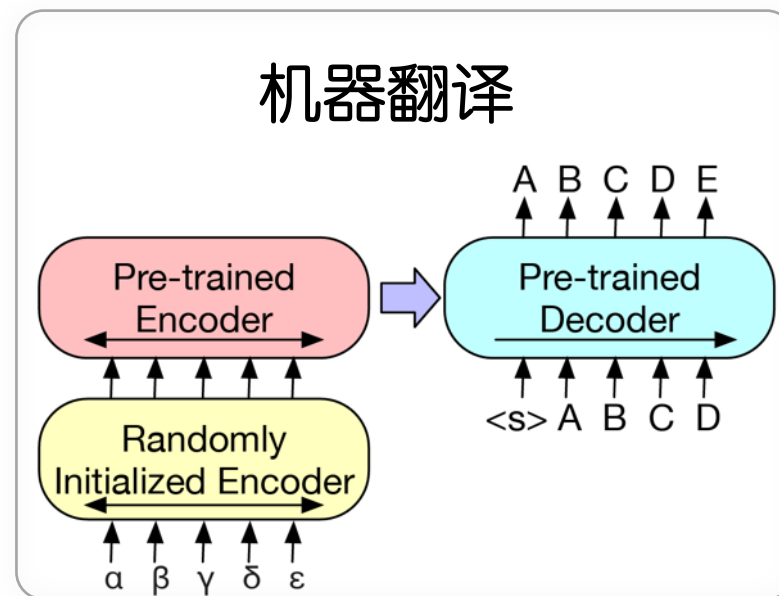 机器翻译
A B C D E
Pre-trained
Encoder
Pre-trained
Decoder
<s> A B C D
Randomly
Initialized Encoder
α β γ δ ε